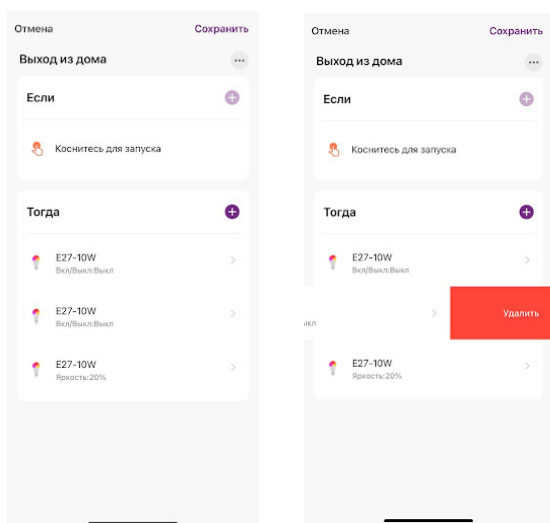 Отмена Сохранить
Выход из дома
Если
Коснитесь для запуска
Тогда
E27-10W
Вкл/Выкл:Выкл
E27-10W
Вкл/Выкл:Выкл
E27-10W
Яркость:20%
Отмена Сохранить
Выход из дома
Если
Коснитесь для запуска
Тогда
E27-10W
Вкл/Выкл:Выкл
Удалить
E27-10W
Яркость:20%